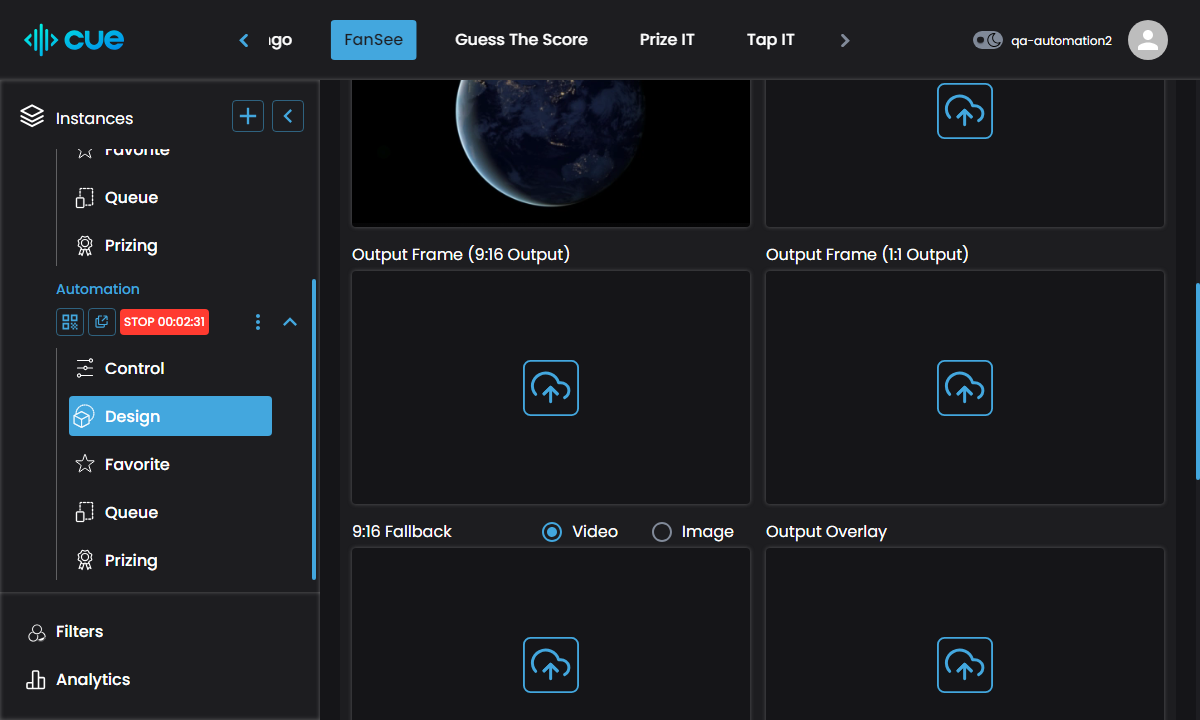 cue
FanSee
Guess The Score
Prize IT
Tap IT
qa-automation2
Instances
Favorite
Queue
Prizing
Automation
STOP 00:02:31
Control
Design
Favorite
Queue
Prizing
Filters
Analytics
Output Frame (9:16 Output)
Output Frame (1:1 Output)
9:16 Fallback
Video
Image
Output Overlay